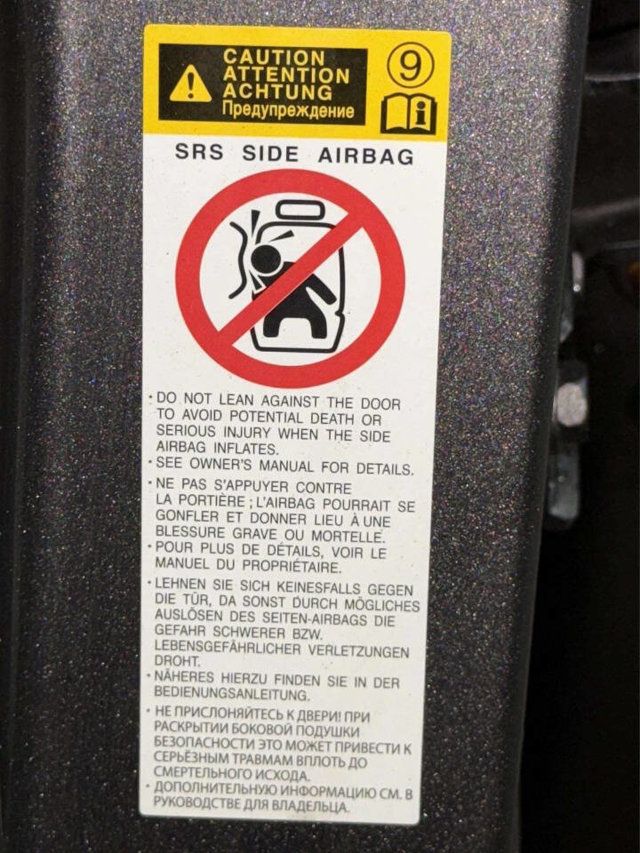 CAUTION
ATTENTION
ACHTUNG
Предупреждение
9
i
SRS SIDE AIRBAG
· DO NOT LEAN AGAINST THE DOOR
TO AVOID POTENTIAL DEATH OR
SERIOUS INJURY WHEN THE SIDE
AIRBAG INFLATES.
· SEE OWNER'S MANUAL FOR DETAILS.
· NE PAS S'APPUYER CONTRE
LA PORTIÈRE ; L'AIRBAG POURRAIT SE
GONFLER ET DONNER LIEU À UNE
BLESSURE GRAVE OU MORTELLE.
· POUR PLUS DE DÉTAILS, VOIR LE
MANUEL DU PROPRIÉTAIRE.
· LEHNEN SIE SICH KEINESFALLS GEGEN
DIE TÜR, DA SONST DURCH MÖGLICHES
AUSLÖSEN DES SEITEN-AIRBAGS DIE
GEFAHR SCHWERER BZW.
LEBENSGEFÄHRLICHER VERLETZUNGEN
DROHT.
· NÄHERES HIERZU FINDEN SIE IN DER
BEDIENUNGSANLEITUNG.
· НЕ ПРИСЛОНЯЙТЕСЬ К ДВЕРИ! ПРИ
РАСКРЫТИИ БОКОВОЙ ПОДУШКИ
БЕЗОПАСНОСТИ ЭТО МОЖЕТ ПРИВЕСТИ К
СЕРЬЁЗНЫМ ТРАВМАМ ВПЛОТЬ ДО
СМЕРТЕЛЬНОГО ИСХОДА.
· ДОПОЛНИТЕЛЬНУЮ ИНФОРМАЦИЮ СМ. В
РУКОВОДСТВЕ ДЛЯ ВЛАДЕЛЬЦА.